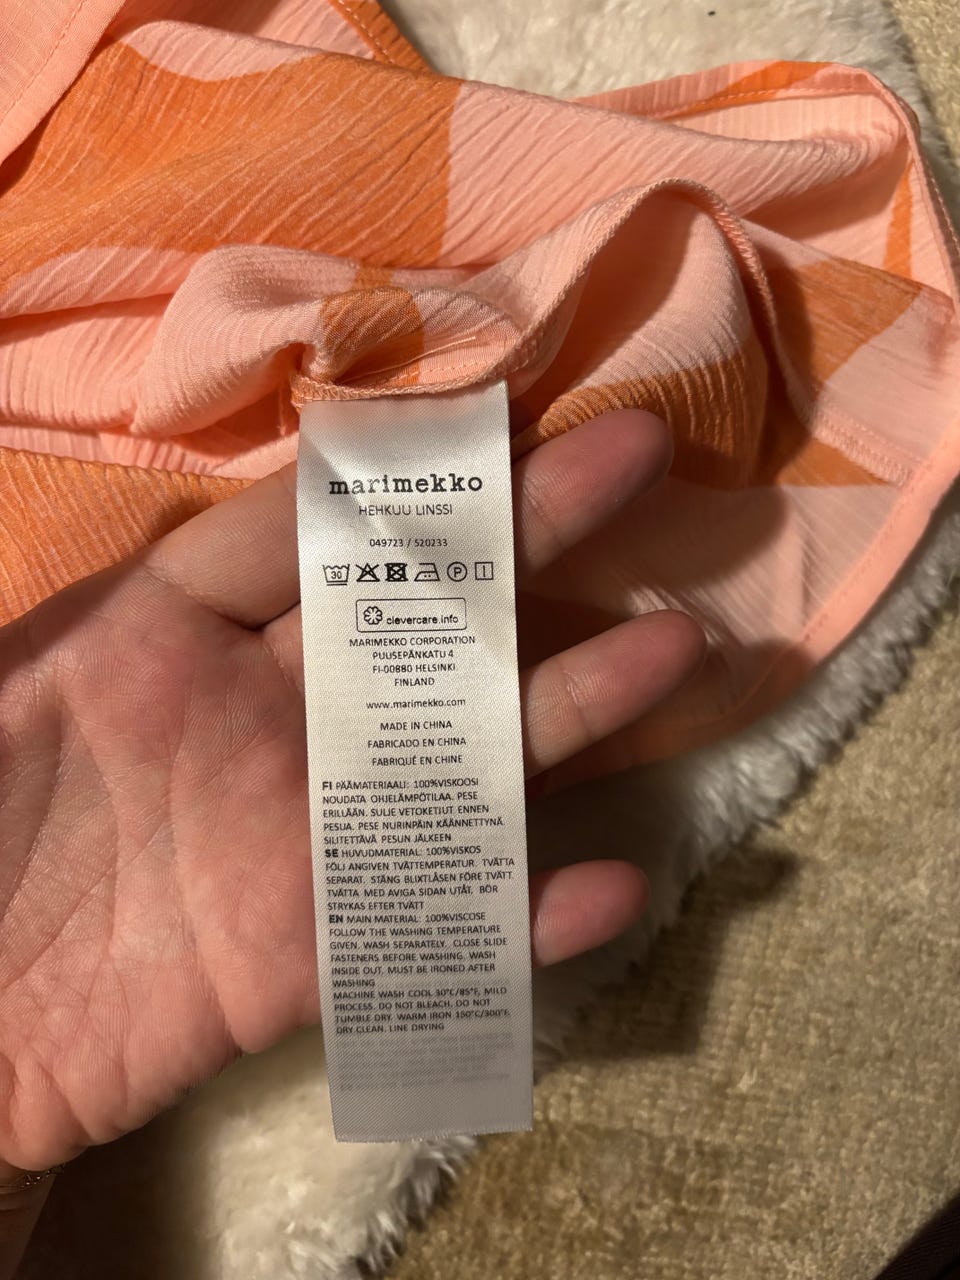 marimekko
HEHKUU LINSSI
049723 / 520233
30 P
clevercare.info
MARIMEKKO CORPORATION
PUUSEPÄNKATU 4
FI-00880 HELSINKI
FINLAND
www.marimekko.com
MADE IN CHINA
FABRICADO EN CHINA
FABRIQUÉ EN CHINE
FI PÄÄMATERIAALI: 100%VISKOOSI
NOUDATA OHJELÄMPÖTILAA. PESE
ERILLÄÄN. SULJE VETOKETJUT ENNEN
PESUA. PESE NURINPÄIN KÄÄNNETTYNÄ.
SILITETTÄVÄ PESUN JÄLKEEN
SE HUVUDMATERIAL: 100%VISKOS
FÖLJ ANGIVEN TVÄTTEMPERATUR. TVÄTTA
SEPARAT. STÄNG BLIXTLÅSEN FÖRE TVÄTT.
TVÄTTA MED AVIGA SIDAN UTÅT. BÖR
STRYKAS EFTER TVÄTT
EN MAIN MATERIAL: 100%VISCOSE
FOLLOW THE WASHING TEMPERATURE
GIVEN. WASH SEPARATELY. CLOSE SLIDE
FASTENERS BEFORE WASHING. WASH
INSIDE OUT. MUST BE IRONED AFTER
WASHING
MACHINE WASH COOL 30°C/85°F, MILD
PROCESS. DO NOT BLEACH. DO NOT
TUMBLE DRY. WARM IRON 150°C/300°F.
DRY CLEAN. LINE DRYING